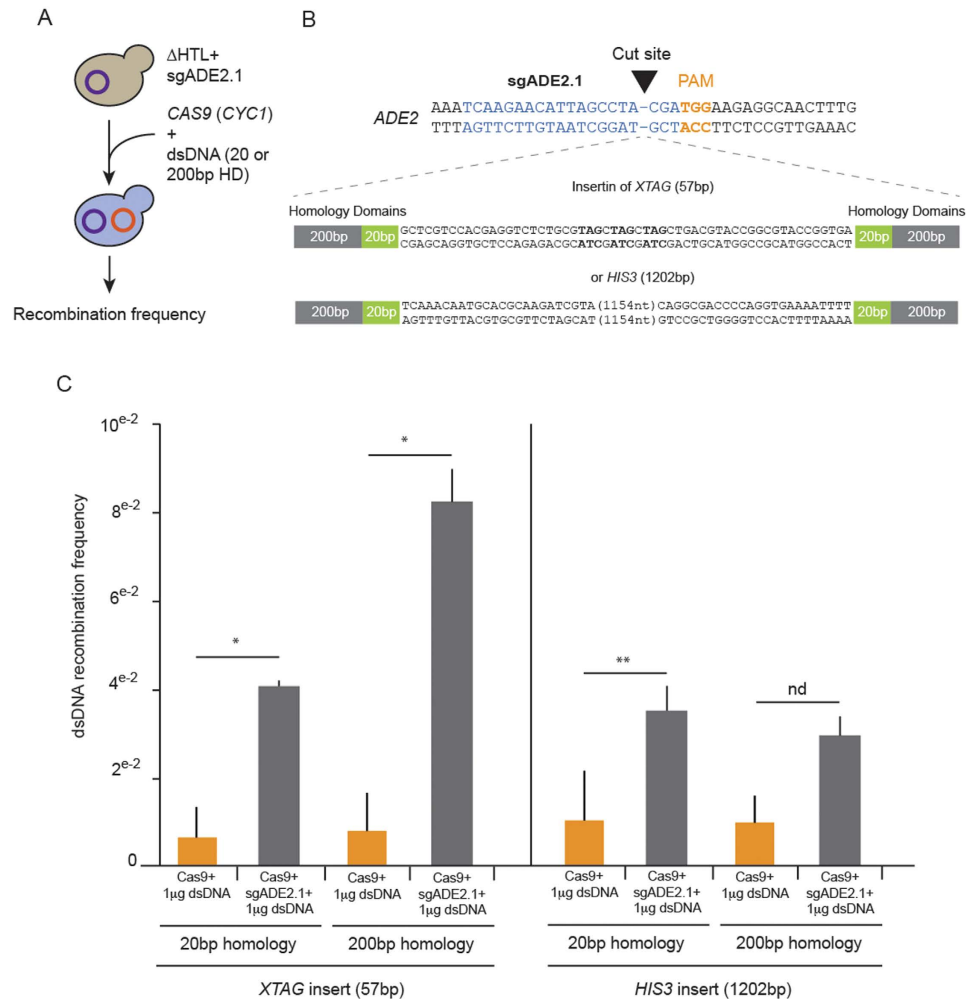 A
ΔHTL+
sgADE2.1
CAS9 (CYC1)
+
dsDNA (20 or
200bp HD)
Recombination frequency
B
Cut site
sgADE2.1
PAM
ADE2
AAATCAAGAACATTAGCCTA–CGATGGAAGAGGCAACTTTG
TTTAGTTCTTGTAATCGGAT–GCTACCTTCTCCGTTGAAAC
Insertin of XTAG (57bp)
Homology Domains
Homology Domains
200bp
20bp
GCTCGTCCACGAGGTCTCTGCGTAGCTAGCTAGCTGACGTACCGGCGTACCGGTGA
CGAGCAGGTGCTCCAGAGACGCATCGATCGATCGACTGCATGGCCGCATGGCCACT
20bp
200bp
or HIS3 (1202bp)
200bp
20bp
TCAAACAATGCACGCAAGATCGTA(1154nt)CAGGCGACCCCAGGTGAAAATTTT
AGTTTGTTACGTGCGTTCTAGCAT(1154nt)GTCCGCTGGGGTCCACTTTTAAAA
20bp
200bp
C
dsDNA recombination frequency
10e-2
8e-2
6e-2
4e-2
2e-2
0
*
*
**
nd
Cas9+
1µg dsDNA
Cas9+
sgADE2.1+
1µg dsDNA
Cas9+
1µg dsDNA
Cas9+
sgADE2.1+
1µg dsDNA
Cas9+
1µg dsDNA
Cas9+
sgADE2.1+
1µg dsDNA
Cas9+
1µg dsDNA
Cas9+
sgADE2.1+
1µg dsDNA
20bp homology
200bp homology
20bp homology
200bp homology
XTAG insert (57bp)
HIS3 insert (1202bp)